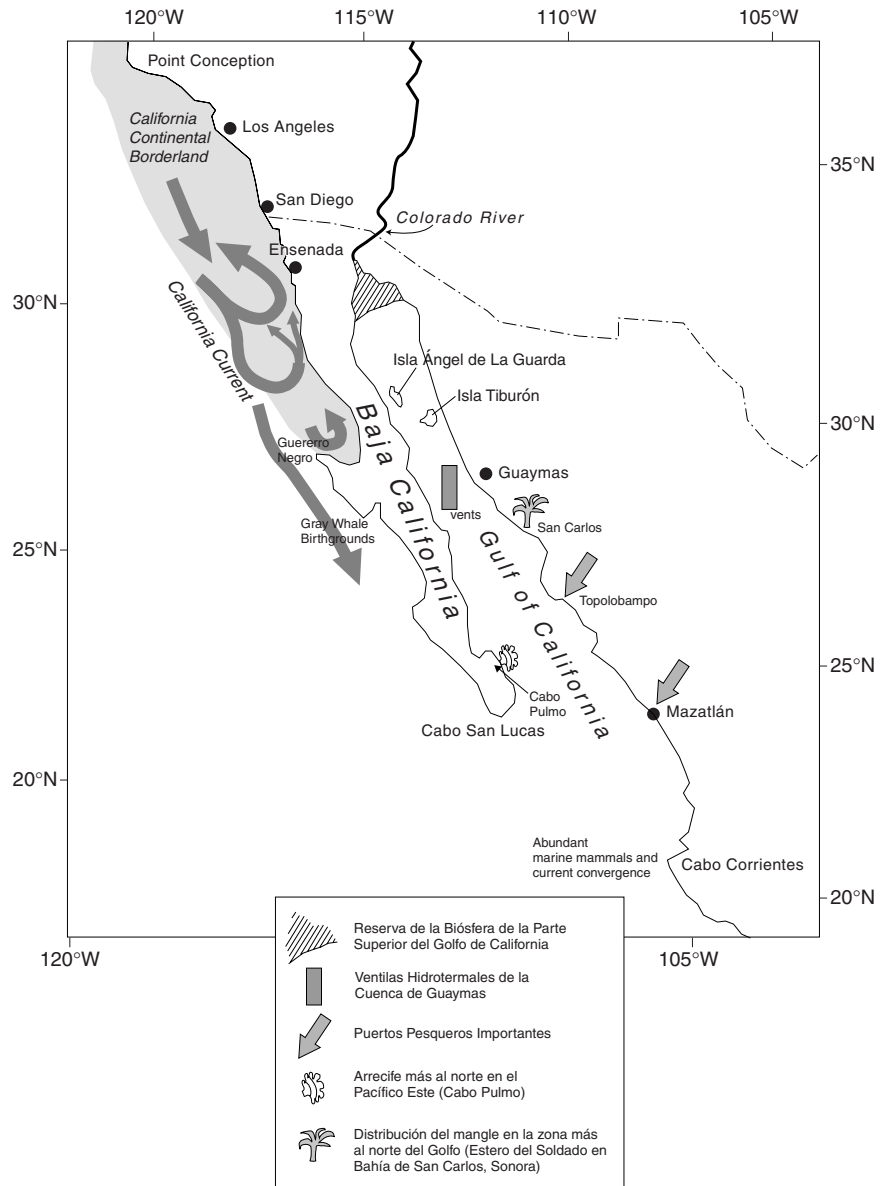 120°W
115°W
110°W
105°W
Point Conception
California
Continental
Borderland
Los Angeles
35°N
San Diego
Colorado River
Ensenada
30°N
California Current
Isla Ángel de La Guarda
Isla Tiburón
Baja California
30°N
Guererro
Negro
Guaymas
vents
San Carlos
Gray Whale
Birthgrounds
25°N
Gulf of California
Topolobampo
25°N
Cabo
Pulmo
Mazatlán
Cabo San Lucas
20°N
Abundant
marine mammals and
current convergence
Cabo Corrientes
20°N
120°W
105°W
Reserva de la Biósfera de la Parte
Superior del Golfo de California
Ventilas Hidrotermales de la
Cuenca de Guaymas
Puertos Pesqueros Importantes
Arrecife más al norte en el
Pacífico Este (Cabo Pulmo)
Distribución del mangle en la zona más
al norte del Golfo (Estero del Soldado en
Bahía de San Carlos, Sonora)